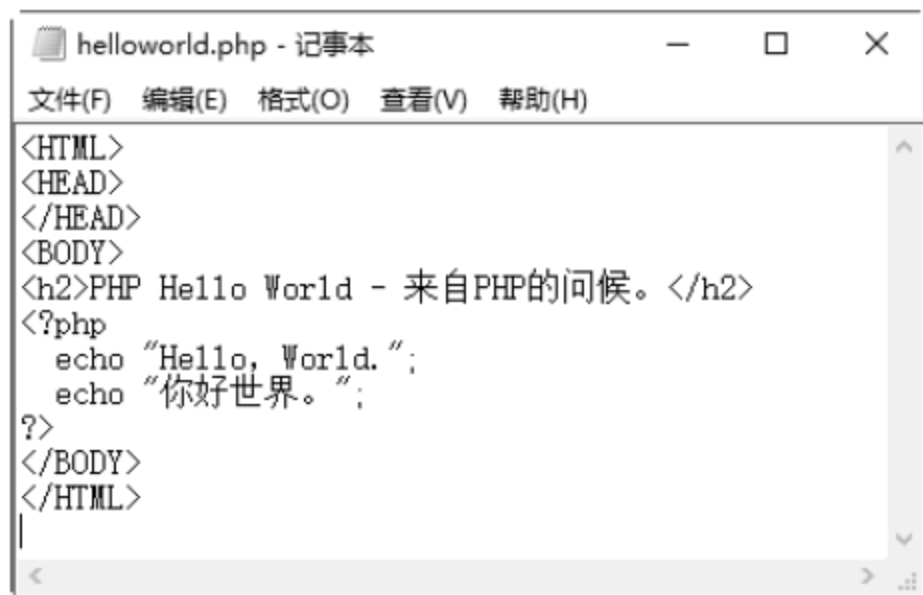 helloworld.php - 记事本
文件(F) 编辑(E) 格式(O) 查看(V) 帮助(H)
<HTML>
<HEAD>
</HEAD>
<BODY>
<h2>PHP Hello World - 来自PHP的问候。</h2>
<?php
  echo "Hello, World.";
  echo "你好世界。";
?>
</BODY>
</HTML>